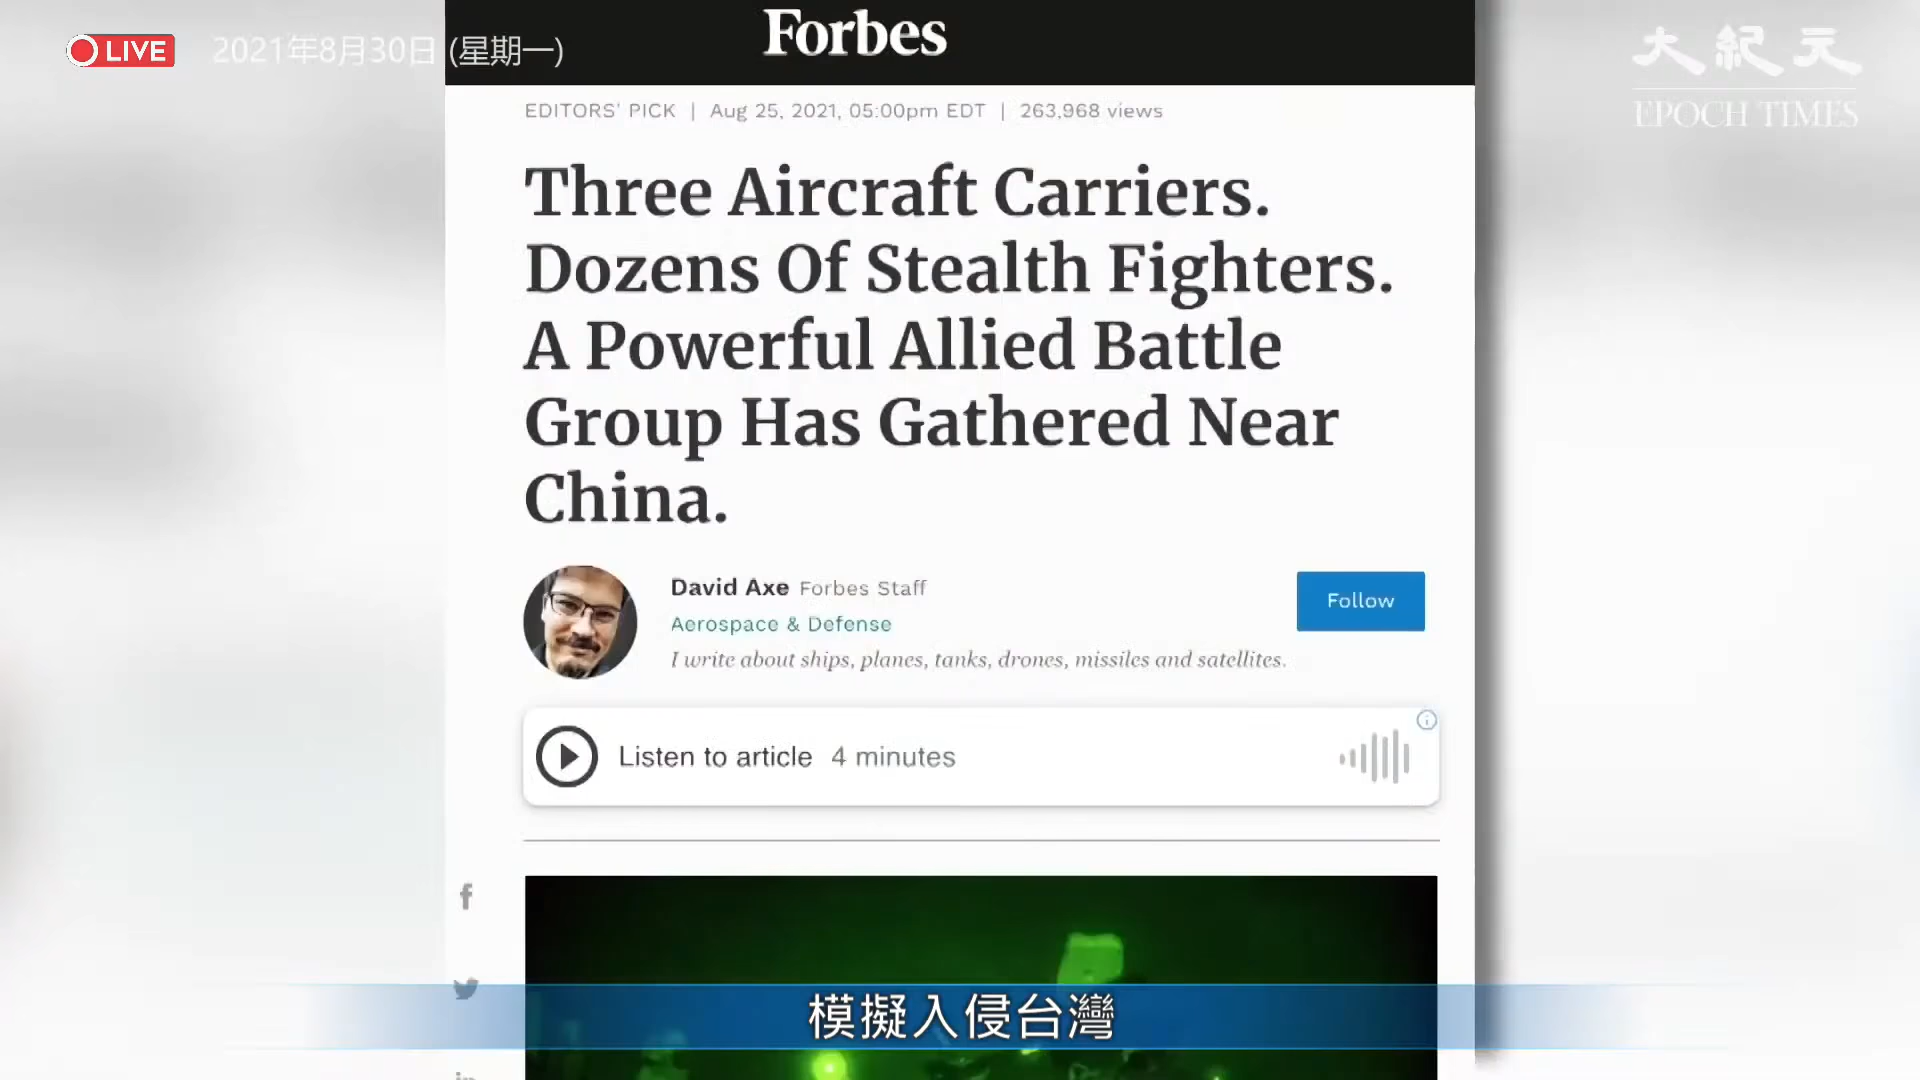 LIVE
2021年8月30日 (星期一)
Forbes
大紀元
EPOCH TIMES
EDITORS' PICK | Aug 25, 2021, 05:00pm EDT | 263,968 views
Three Aircraft Carriers.
Dozens Of Stealth Fighters.
A Powerful Allied Battle
Group Has Gathered Near
China.
David Axe Forbes Staff
Aerospace & Defense
I write about ships, planes, tanks, drones, missiles and satellites.
Follow
Listen to article 4 minutes
模擬入侵台灣